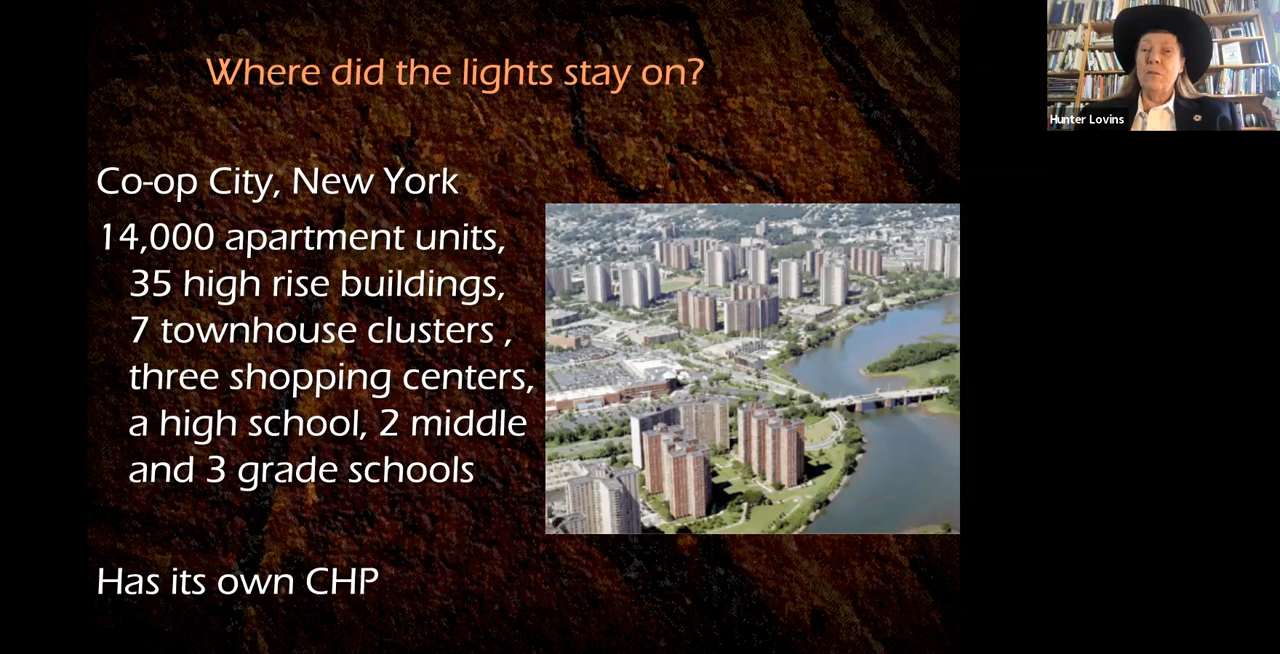 Where did the lights stay on?
Hunter Lovins
Co-op City, New York
14,000 apartment units,
35 high rise buildings,
7 townhouse clusters ,
three shopping centers,
a high school, 2 middle
and 3 grade schools
Has its own CHP